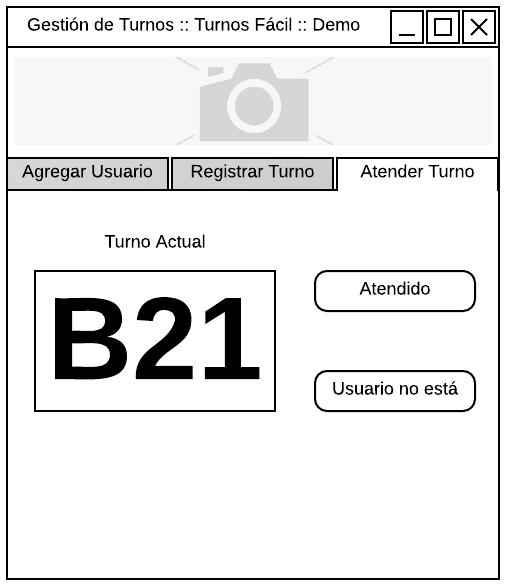 Gestión de Turnos :: Turnos Fácil :: Demo
Agregar Usuario
Registrar Turno
Atender Turno
Turno Actual
B21
Atendido
Usuario no está